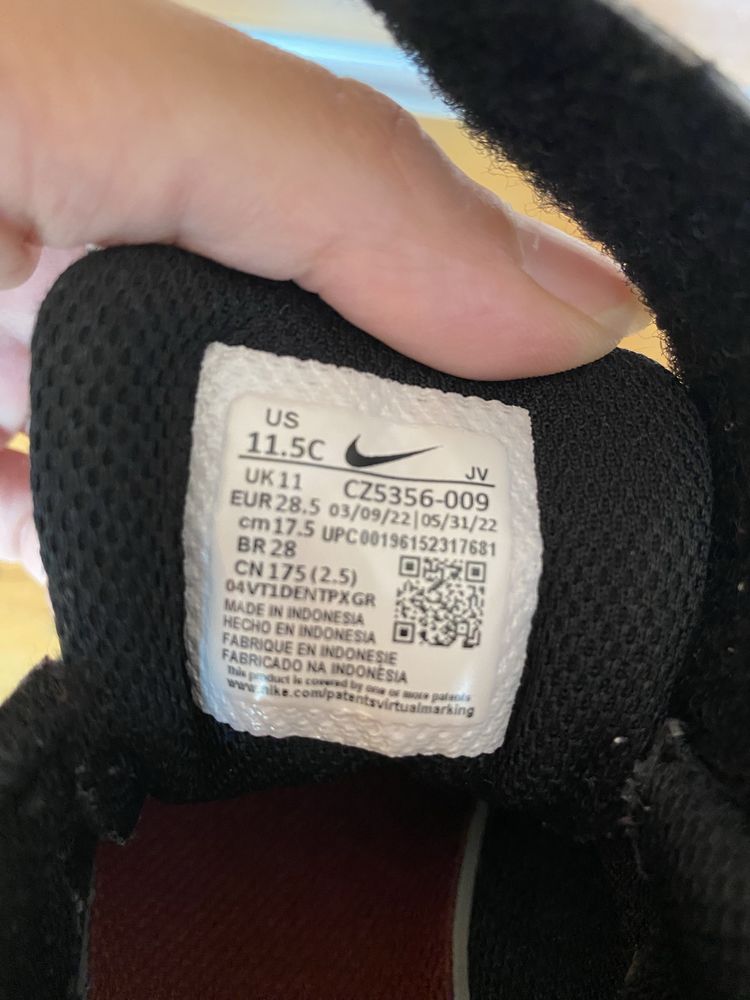 US
11.5C
JV
UK 11 CZ5356-009
EUR 28.5 03/09/22|05/31/22
cm 17.5 UPC00196152317681
BR 28
CN 175 (2.5)
04VT1DENTPXGR
MADE IN INDONESIA
HECHO EN INDONESIA
FABRIQUE EN INDONESIE
FABRICADO NA INDONÉSIA
This product is covered by one or more patents
www.nike.com/patentsvirtualmarking